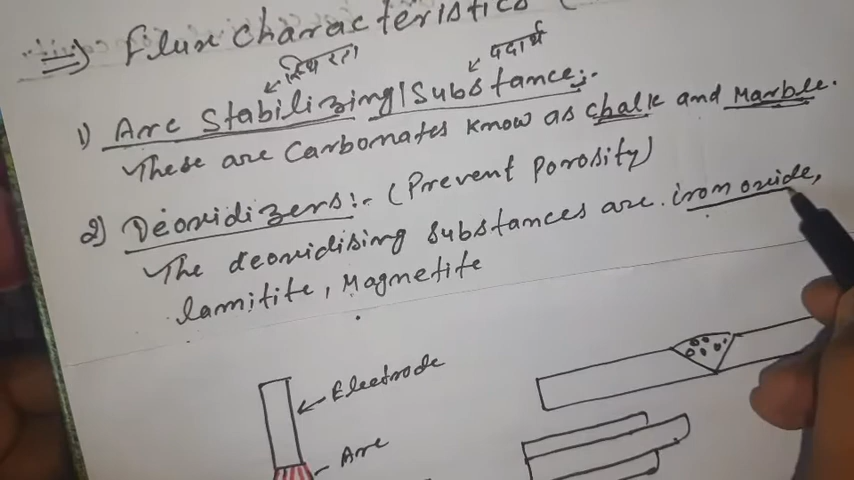 => Flux Characteristics (
स्थिरता पदार्थ
1) Arc Stabilizing/Substance:-
These are Carbonates Know as chalk and Marble.
2) Deoxidizers:- (Prevent Porosity)
The deoxidising substances are iron oxide,
lamitite, Magnetite
Electrode
Arc